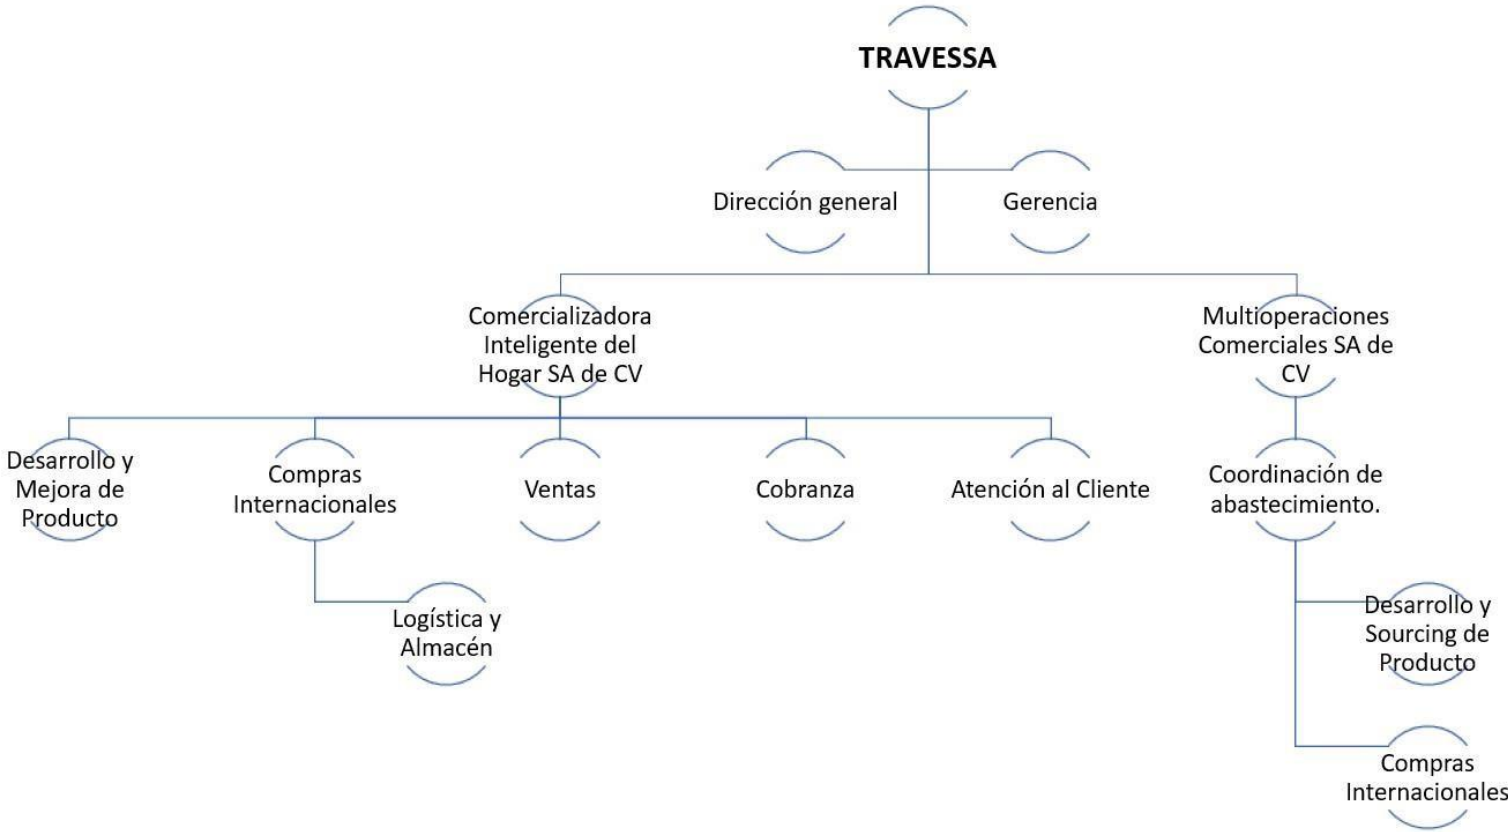 TRAVESSA
Dirección general
Gerencia
Comercializadora
Inteligente del
Hogar SA de CV
Multioperaciones
Comerciales SA de
CV
Desarrollo y
Mejora de
Producto
Compras
Internacionales
Ventas
Cobranza
Atención al Cliente
Coordinación de
abastecimiento.
Logística y
Almacén
Desarrollo y
Sourcing de
Producto
Compras
Internacionales